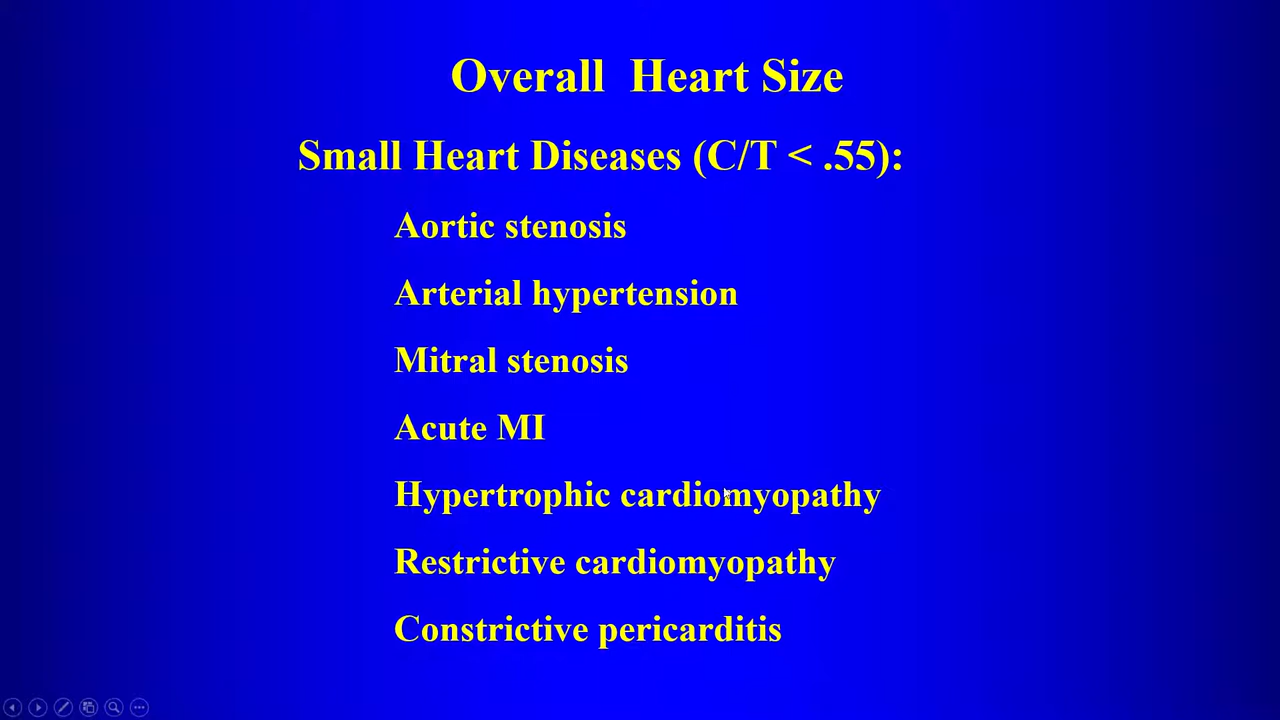 Overall Heart Size
Small Heart Diseases (C/T < .55):
Aortic stenosis
Arterial hypertension
Mitral stenosis
Acute MI
Hypertrophic cardiomyopathy
Restrictive cardiomyopathy
Constrictive pericarditis